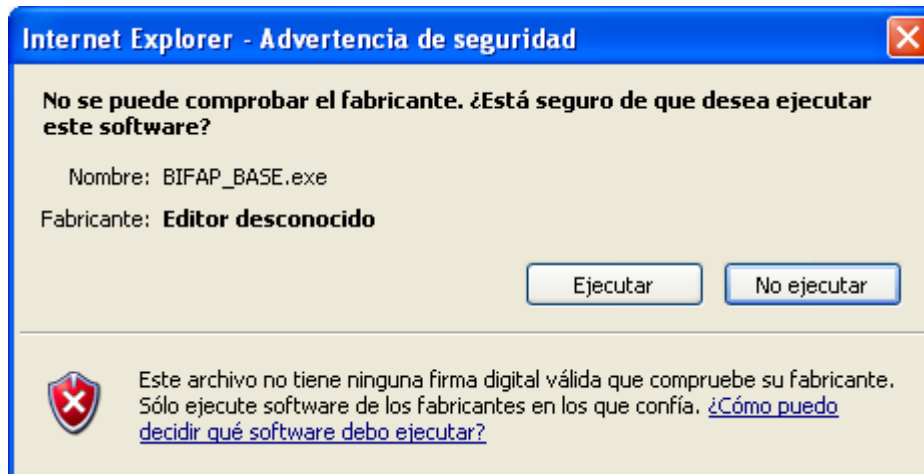 Internet Explorer - Advertencia de seguridad
No se puede comprobar el fabricante. ¿Está seguro de que desea ejecutar
este software?
Nombre: BIFAP_BASE.exe
Fabricante: Editor desconocido
Ejecutar No ejecutar
Este archivo no tiene ninguna firma digital válida que compruebe su fabricante.
Sólo ejecute software de los fabricantes en los que confía. ¿Cómo puedo
decidir qué software debo ejecutar?